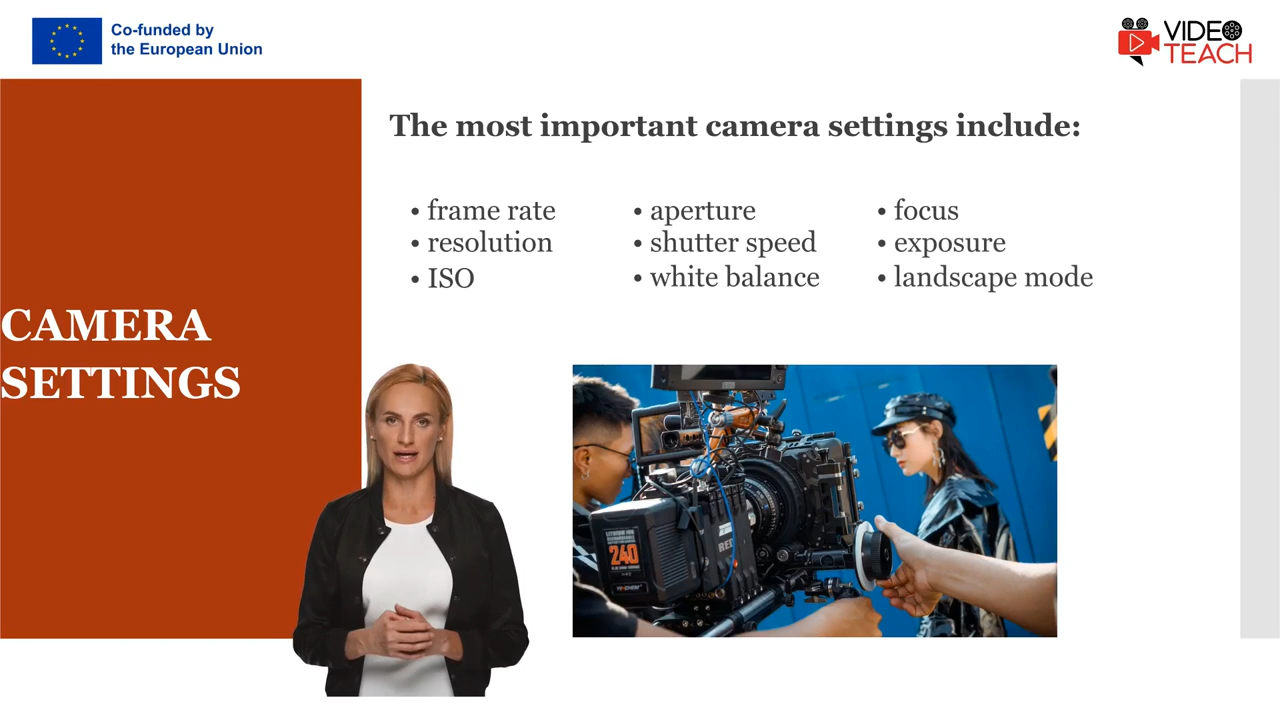 Co-funded by
the European Union
VIDEO
TEACH
The most important camera settings include:
• frame rate
• resolution
• ISO
• aperture
• shutter speed
• white balance
• focus
• exposure
• landscape mode
CAMERA
SETTINGS
240
RED